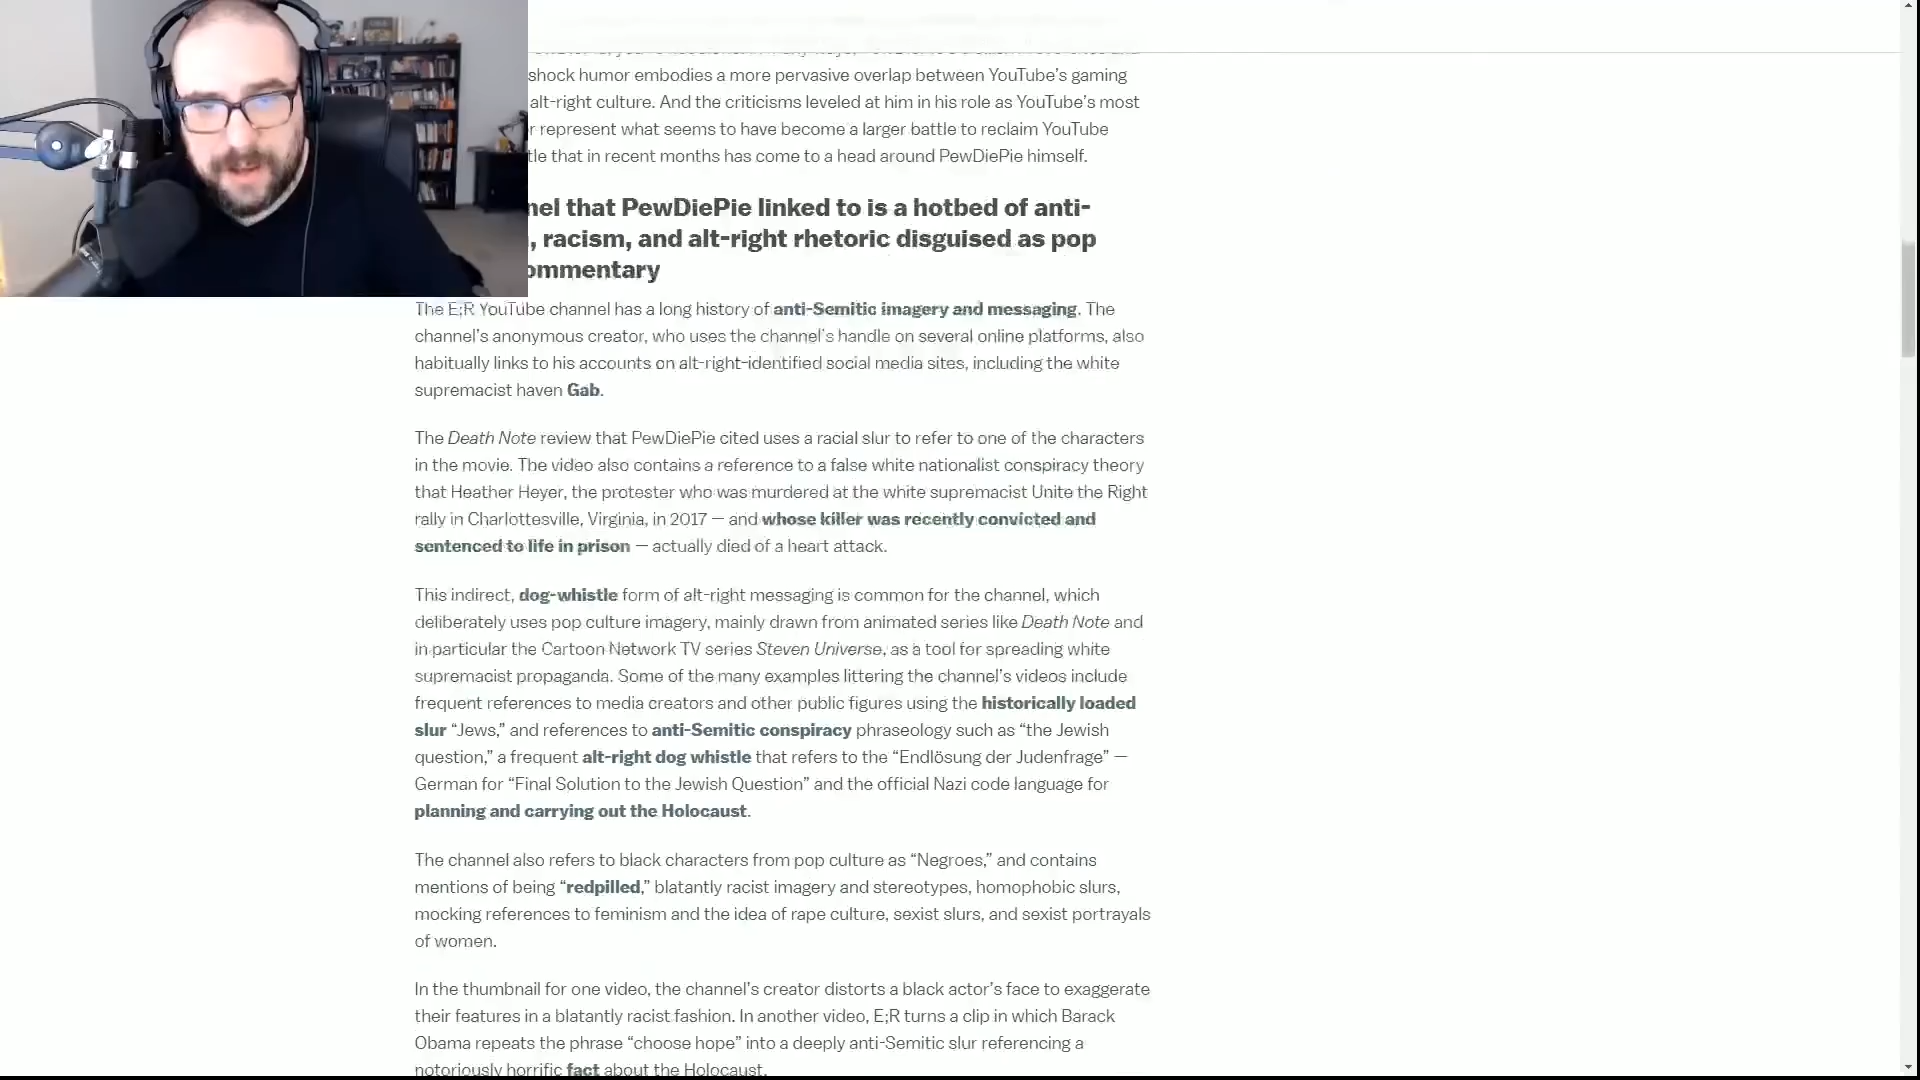 shock humor embodies a more pervasive overlap between YouTube's gaming
alt-right culture. And the criticisms leveled at him in his role as YouTube's most
r represent what seems to have become a larger battle to reclaim YouTube
tle that in recent months has come to a head around PewDiePie himself.
nel that PewDiePie linked to is a hotbed of anti-
, racism, and alt-right rhetoric disguised as pop
ommentary
The E;R YouTube channel has a long history of anti-Semitic imagery and messaging. The
channel's anonymous creator, who uses the channel's handle on several online platforms, also
habitually links to his accounts on alt-right-identified social media sites, including the white
supremacist haven Gab.
The Death Note review that PewDiePie cited uses a racial slur to refer to one of the characters
in the movie. The video also contains a reference to a false white nationalist conspiracy theory
that Heather Heyer, the protester who was murdered at the white supremacist Unite the Right
rally in Charlottesville, Virginia, in 2017 — and whose killer was recently convicted and
sentenced to life in prison — actually died of a heart attack.
This indirect, dog-whistle form of alt-right messaging is common for the channel, which
deliberately uses pop culture imagery, mainly drawn from animated series like Death Note and
in particular the Cartoon Network TV series Steven Universe, as a tool for spreading white
supremacist propaganda. Some of the many examples littering the channel's videos include
frequent references to media creators and other public figures using the historically loaded
slur “Jews,” and references to anti-Semitic conspiracy phraseology such as “the Jewish
question,” a frequent alt-right dog whistle that refers to the “Endlösung der Judenfrage” —
German for “Final Solution to the Jewish Question” and the official Nazi code language for
planning and carrying out the Holocaust.
The channel also refers to black characters from pop culture as “Negroes,” and contains
mentions of being “redpilled,” blatantly racist imagery and stereotypes, homophobic slurs,
mocking references to feminism and the idea of rape culture, sexist slurs, and sexist portrayals
of women.
In the thumbnail for one video, the channel's creator distorts a black actor's face to exaggerate
their features in a blatantly racist fashion. In another video, E;R turns a clip in which Barack
Obama repeats the phrase “choose hope” into a deeply anti-Semitic slur referencing a
notoriously horrific fact about the Holocaust.